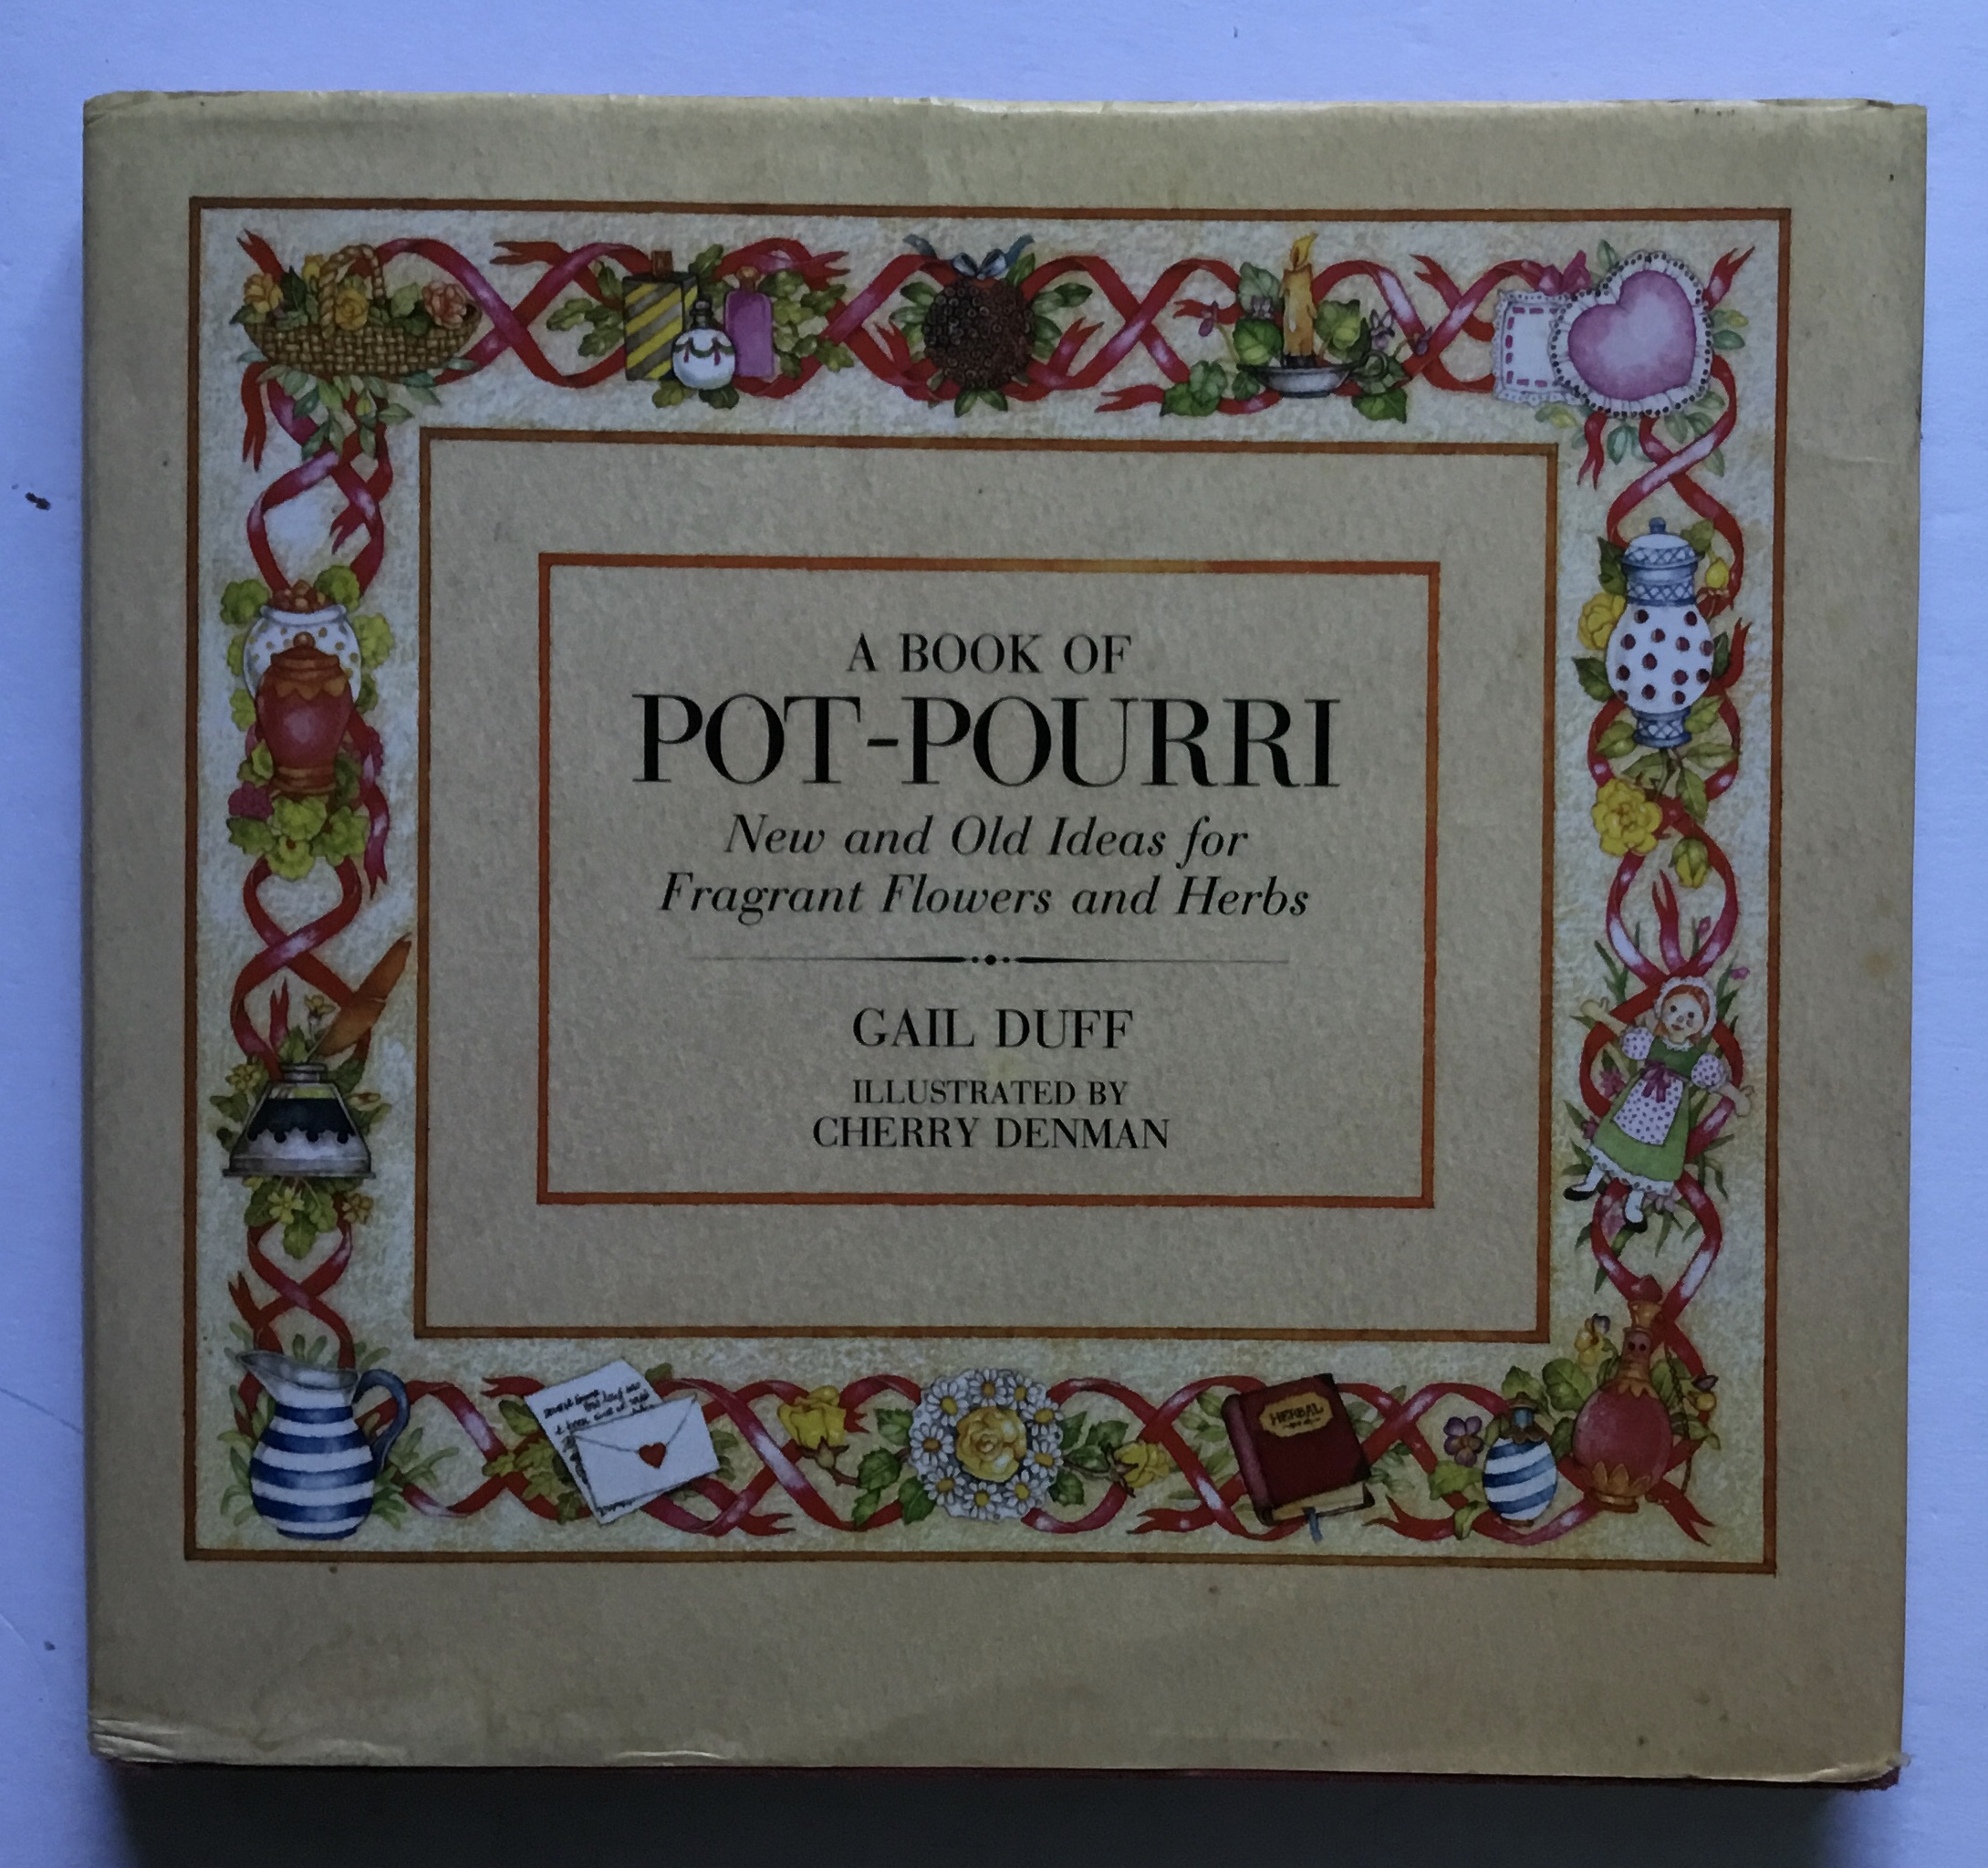 A BOOK OF
POT-POURRI
New and Old Ideas for
Fragrant Flowers and Herbs
GAIL DUFF
ILLUSTRATED BY
CHERRY DENMAN
HERBAL